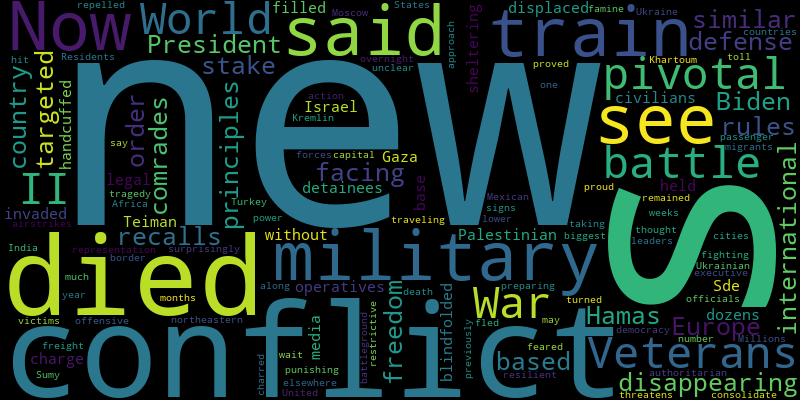 repelled
Moscow
States
famine
Ukraine
Now
World
said
train
similar
filled
displaced
countries
President
defense
Residents
hit
stake
approach
sheltering
proved
Khartoum
toll
country
targeted
handcuffed
order
comrades
principles
news
unclear
overnight
pivotal
see
civilians
one
Biden
action
Israel
Kremlin
rules
passenger
migrants
say
forces
capital
Gaza
battle
international
II
legal
tragedy
Africa
facing
detainees
base
held
proud
remained
Mexican
signs
lower
Turkey
power
traveling
invaded
airstrikes
Teiman
recalls
without
Palestinian
taking
biggest
weeks
thought
leaders
cities
India
representation
surprisingly
border
military
fighting
Ukrainian
executive
died
much
year
months
along
operatives
death
preparing
turned
Sde
officials
victims
offensive
northeastern
War
may
Hamas
dozens
conflict
media
freedom
blindfolded
previously
fled
Europe
democracy
Millions
freight
charge
Sumy
charred
wait
punishing
elsewhere
United
battleground
restrictive
feared
based
resilient
number
Veterans
authoritarian
disappearing
threatens
consolidate